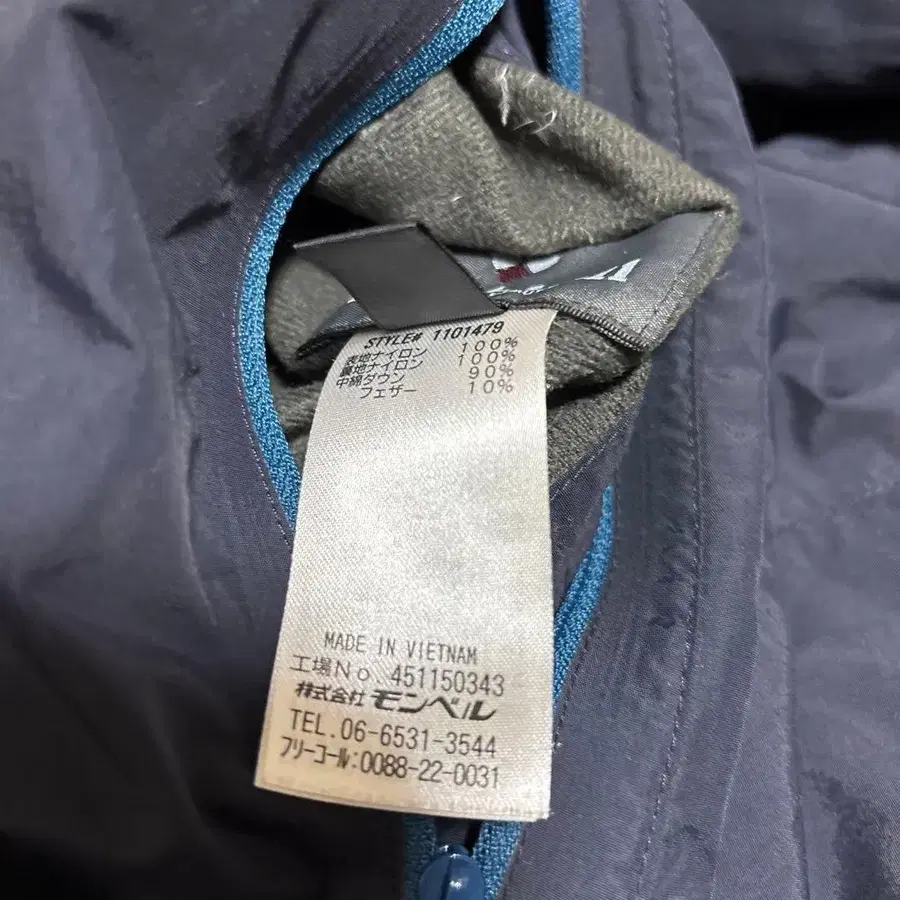 STYLE# 1101479
表地ナイロン 100%
裏地ナイロン 100%
中綿ダウン 90%
フェザー 10%
MADE IN VIETNAM
工場No. 451150343
株式会社 モンベル
TEL.06-6531-3544
フリーコール:0088-22-0031